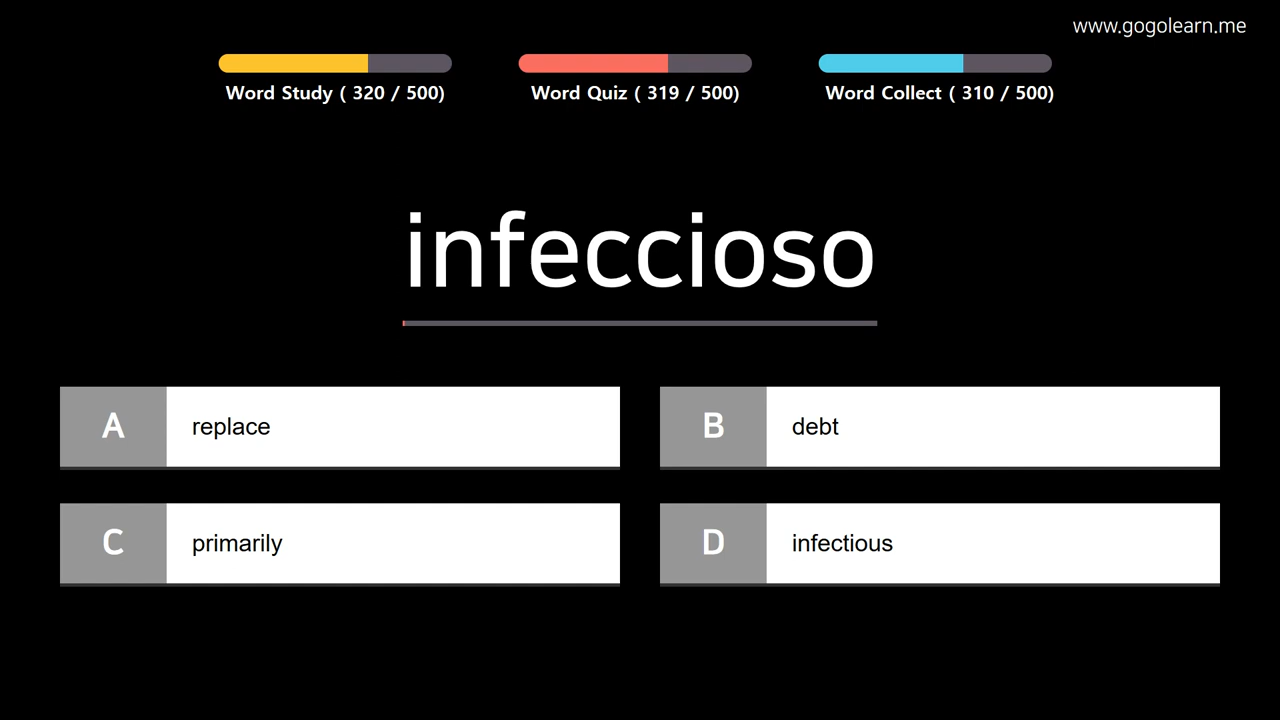 www.gogolearn.me
Word Study ( 320 / 500)
Word Quiz ( 319 / 500)
Word Collect ( 310 / 500)
infeccioso
A replace
B debt
C primarily
D infectious